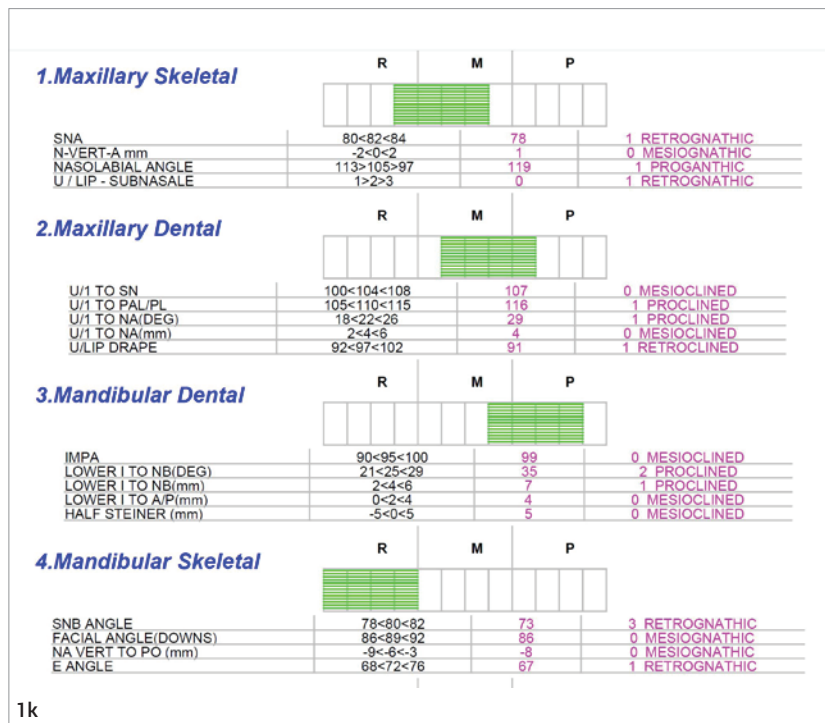 R M P
1.Maxillary Skeletal
SNA 80<82<84 78 1 RETROGNATHIC
N-VERT-A mm -2<0<2 1 0 MESIOGNATHIC
NASOLABIAL ANGLE 113>105>97 119 1 PROGANTHIC
U / LIP - SUBNASALE 1>2>3 0 1 RETROGNATHIC
R M P
2.Maxillary Dental
U/1 TO SN 100<104<108 107 0 MESIOCLINED
U/1 TO PAL/PL 105<110<115 116 1 PROCLINED
U/1 TO NA(DEG) 18<22<26 29 1 PROCLINED
U/1 TO NA(mm) 2<4<6 4 0 MESIOCLINED
U/LIP DRAPE 92<97<102 91 1 RETROCLINED
R M P
3.Mandibular Dental
IMPA 90<95<100 99 0 MESIOCLINED
LOWER I TO NB(DEG) 21<25<29 35 2 PROCLINED
LOWER I TO NB(mm) 2<4<6 7 1 PROCLINED
LOWER I TO A/P(mm) 0<2<4 4 0 MESIOCLINED
HALF STEINER (mm) -5<0<5 5 0 MESIOCLINED
R M P
4.Mandibular Skeletal
SNB ANGLE 78<80<82 73 3 RETROGNATHIC
FACIAL ANGLE(DOWNS) 86<89<92 86 0 MESIOGNATHIC
NA VERT TO PO (mm) -9<-6<-3 -8 0 MESIOGNATHIC
E ANGLE 68<72<76 67 1 RETROGNATHIC
1k